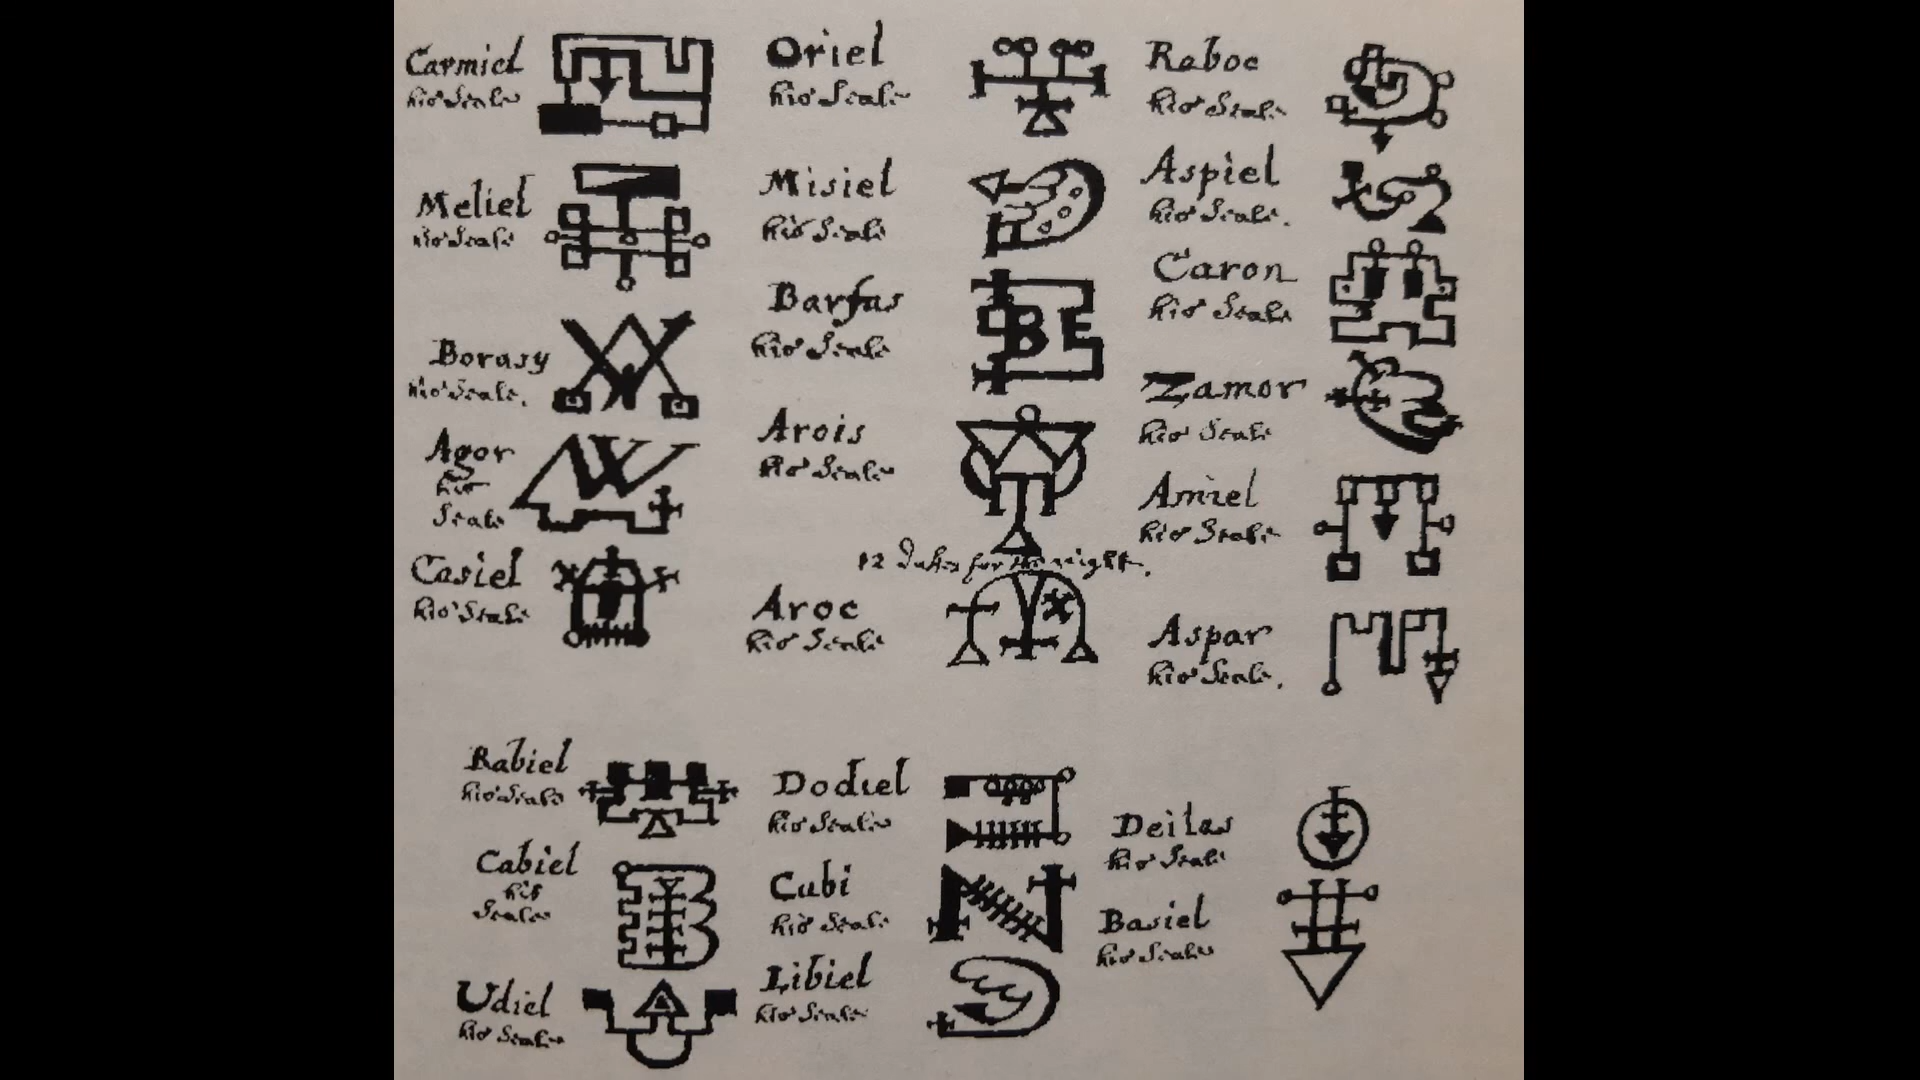 Carmiel
his Seale
Meliel
his Seale
Borasy
his Seale.
Agor
his
Seale
Casiel
his Seale
Oriel
his Seale
Misiel
his Seale
Barfas
his Seale
BE
Arois
his Seale
12 Dukes for the night.
Aroc
his Seale
Raboc
his Seale
Aspiel
his Seale.
Caron
his Seale
Zamor
his Seale
Amiel
his Seale
Aspar
his Seale.
Rabiel
his Seale
Cabiel
his
Seale
Udiel
his Seale
Dodiel
his Seale
Cubi
his Seale
Libiel
his Seale
Deilas
his Seale
Basiel
his Seale